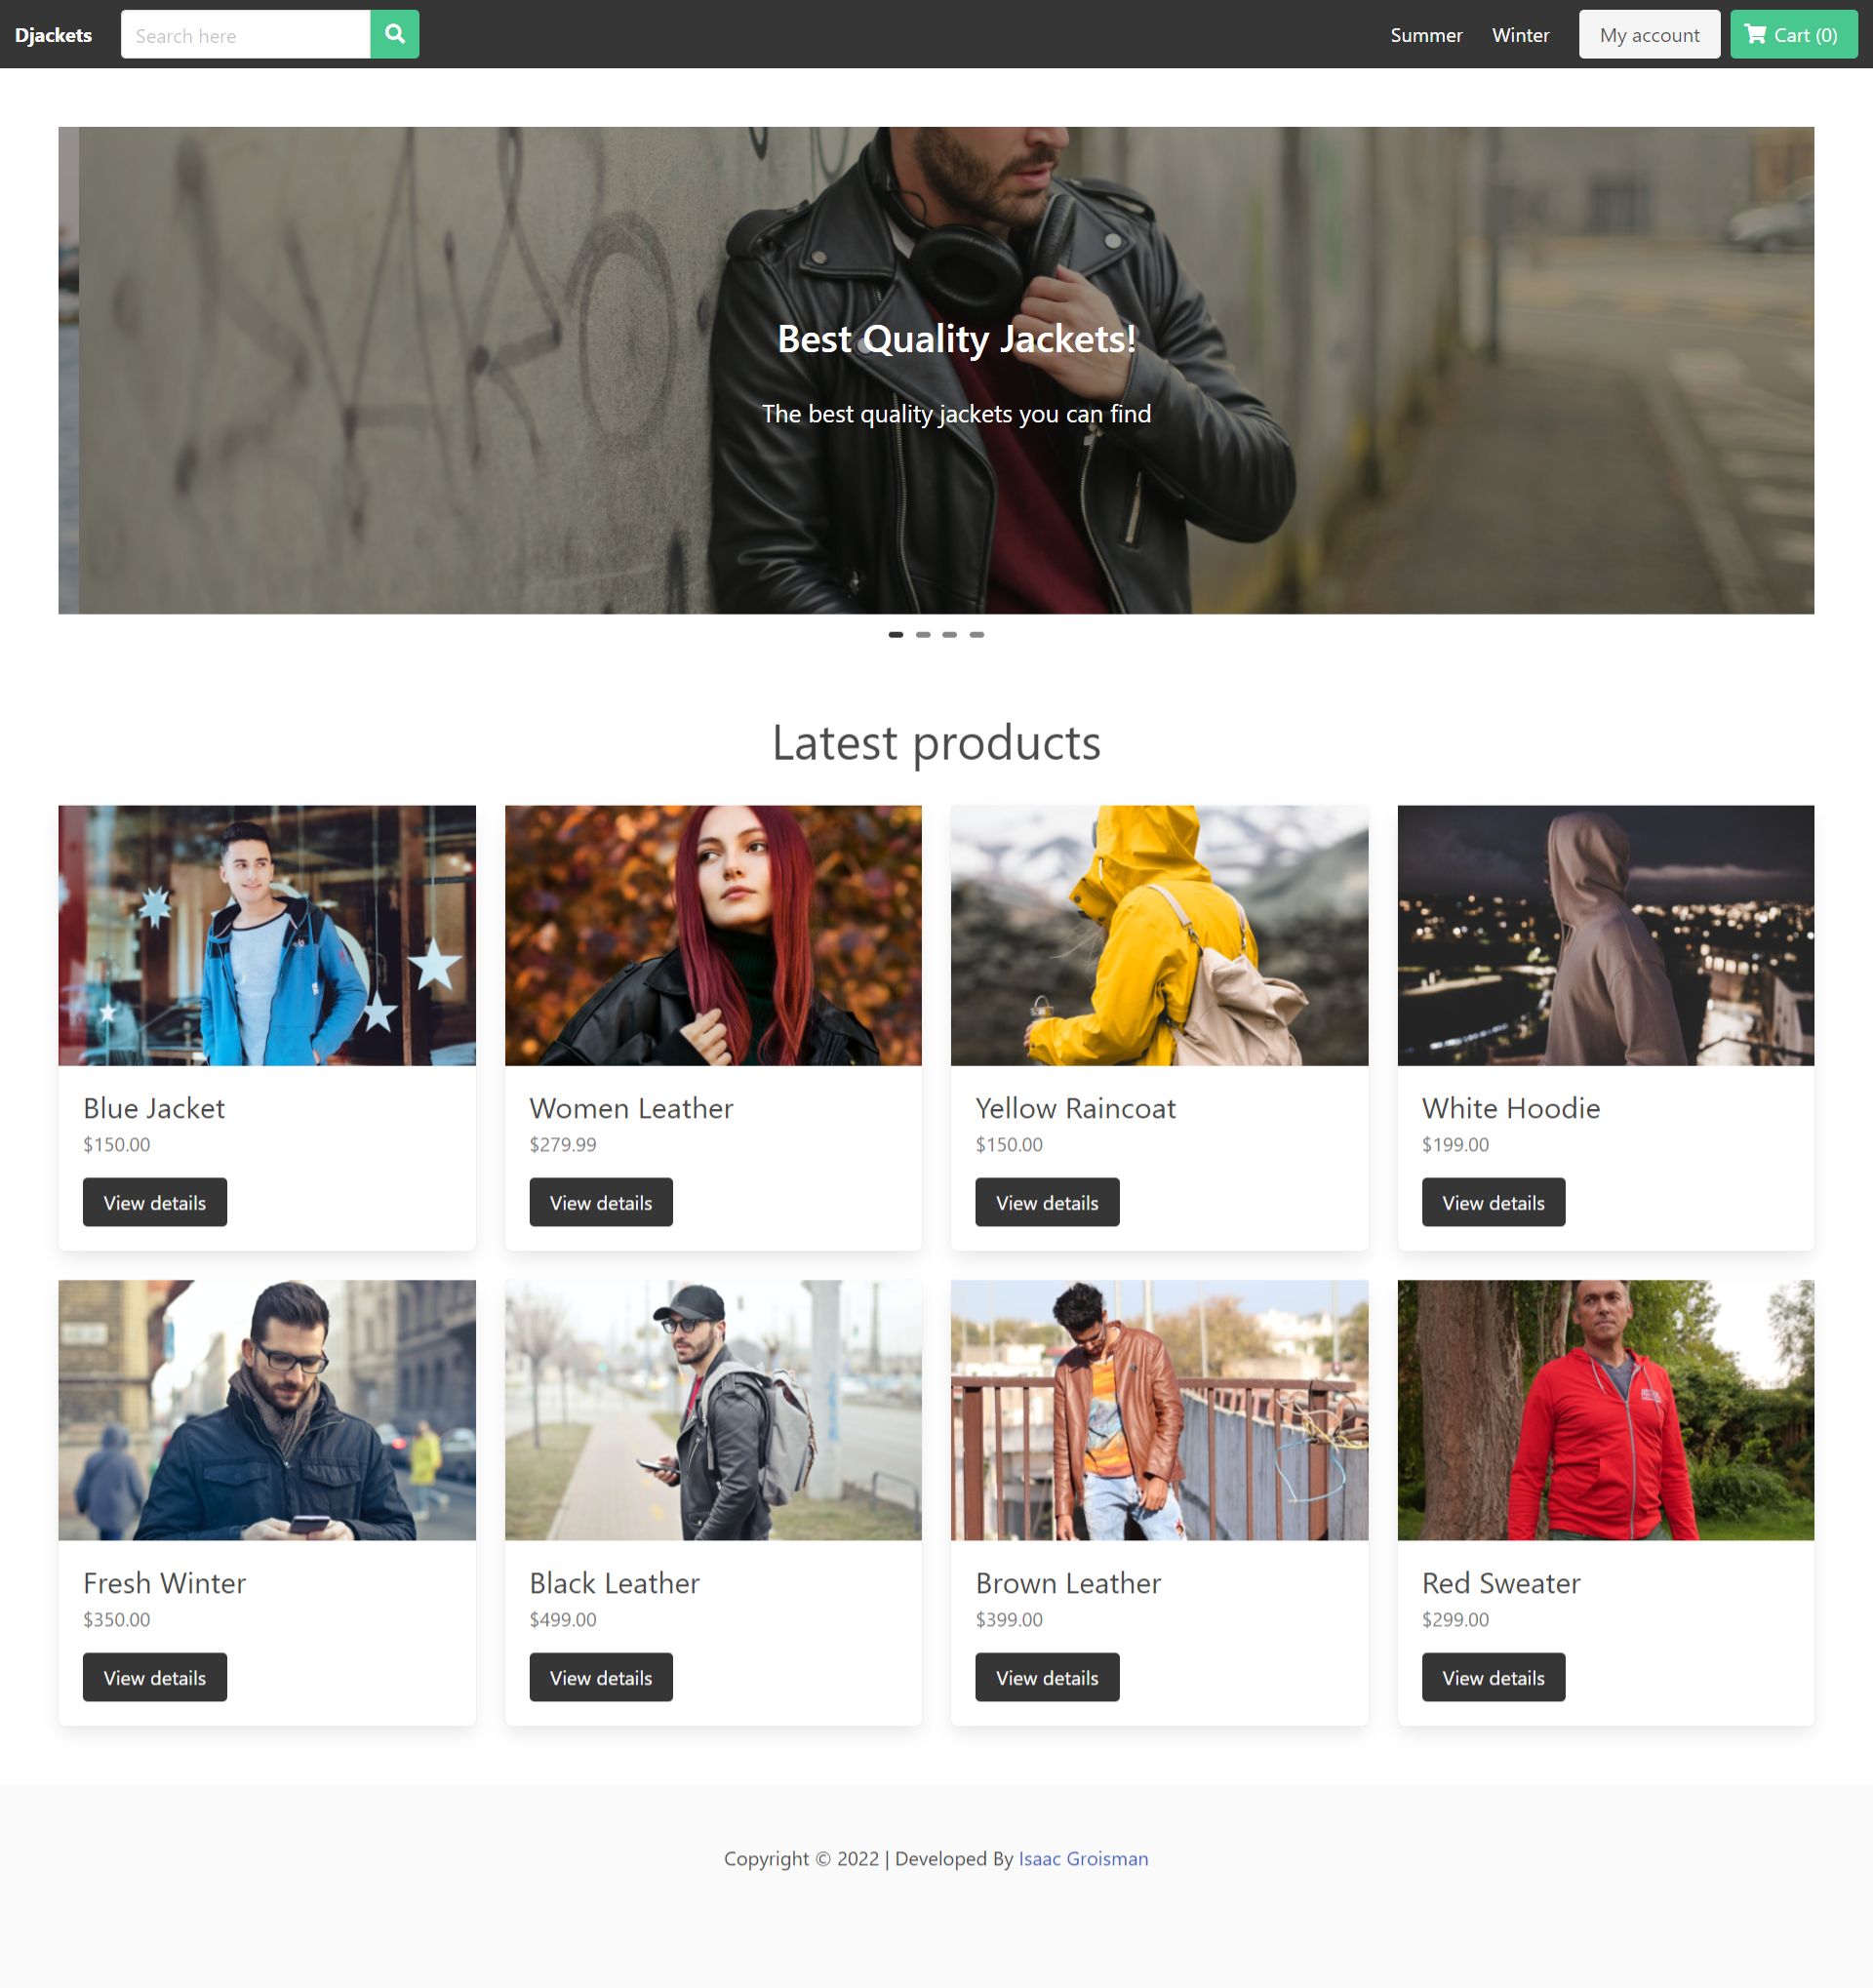 Djackets
Search here
Summer
Winter
My account
Cart (0)
Best Quality Jackets!
The best quality jackets you can find
Latest products
Blue Jacket
$150.00
View details
Women Leather
$279.99
View details
Yellow Raincoat
$150.00
View details
White Hoodie
$199.00
View details
Fresh Winter
$350.00
View details
Black Leather
$499.00
View details
Brown Leather
$399.00
View details
Red Sweater
$299.00
View details
Copyright © 2022 | Developed By Isaac Groisman